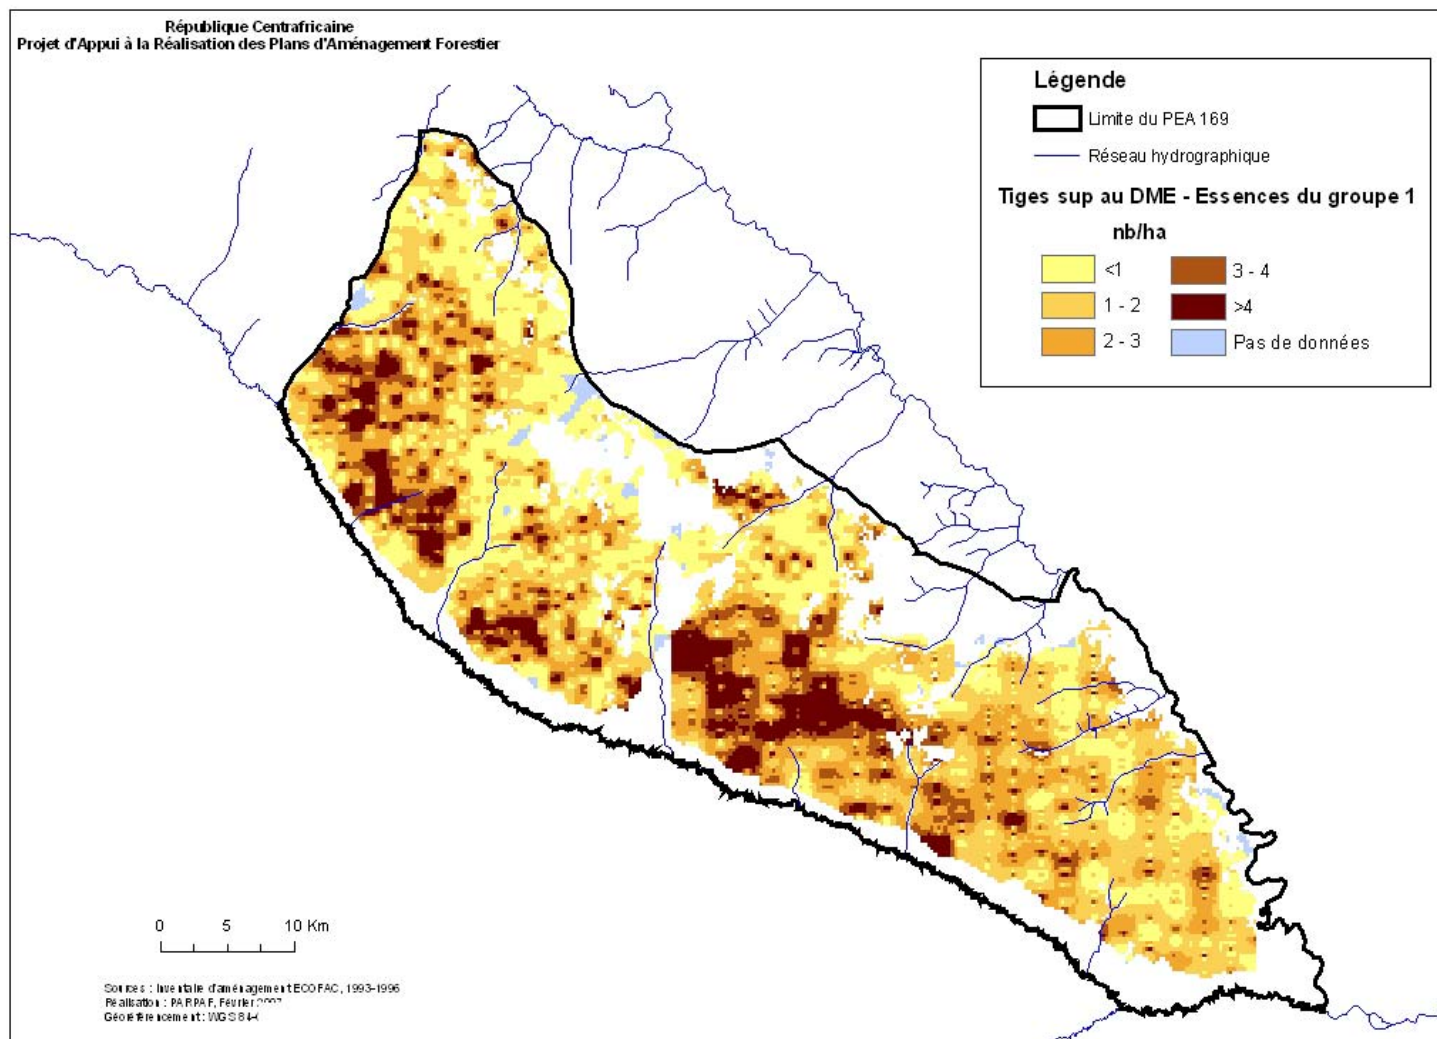 République Centrafricaine
Projet d'Appui à la Réalisation des Plans d'Aménagement Forestier
Légende
Limite du PEA 169
Réseau hydrographique
Tiges sup au DME - Essences du groupe 1
nb/ha
<1
3 - 4
1 - 2
>4
2 - 3
Pas de données
0 5 10 Km
Sources : Inventaire d'aménagement ECOFAC, 1993-1996
Réalisation : PARPAF, Février
Géoréférencement : WGS 84